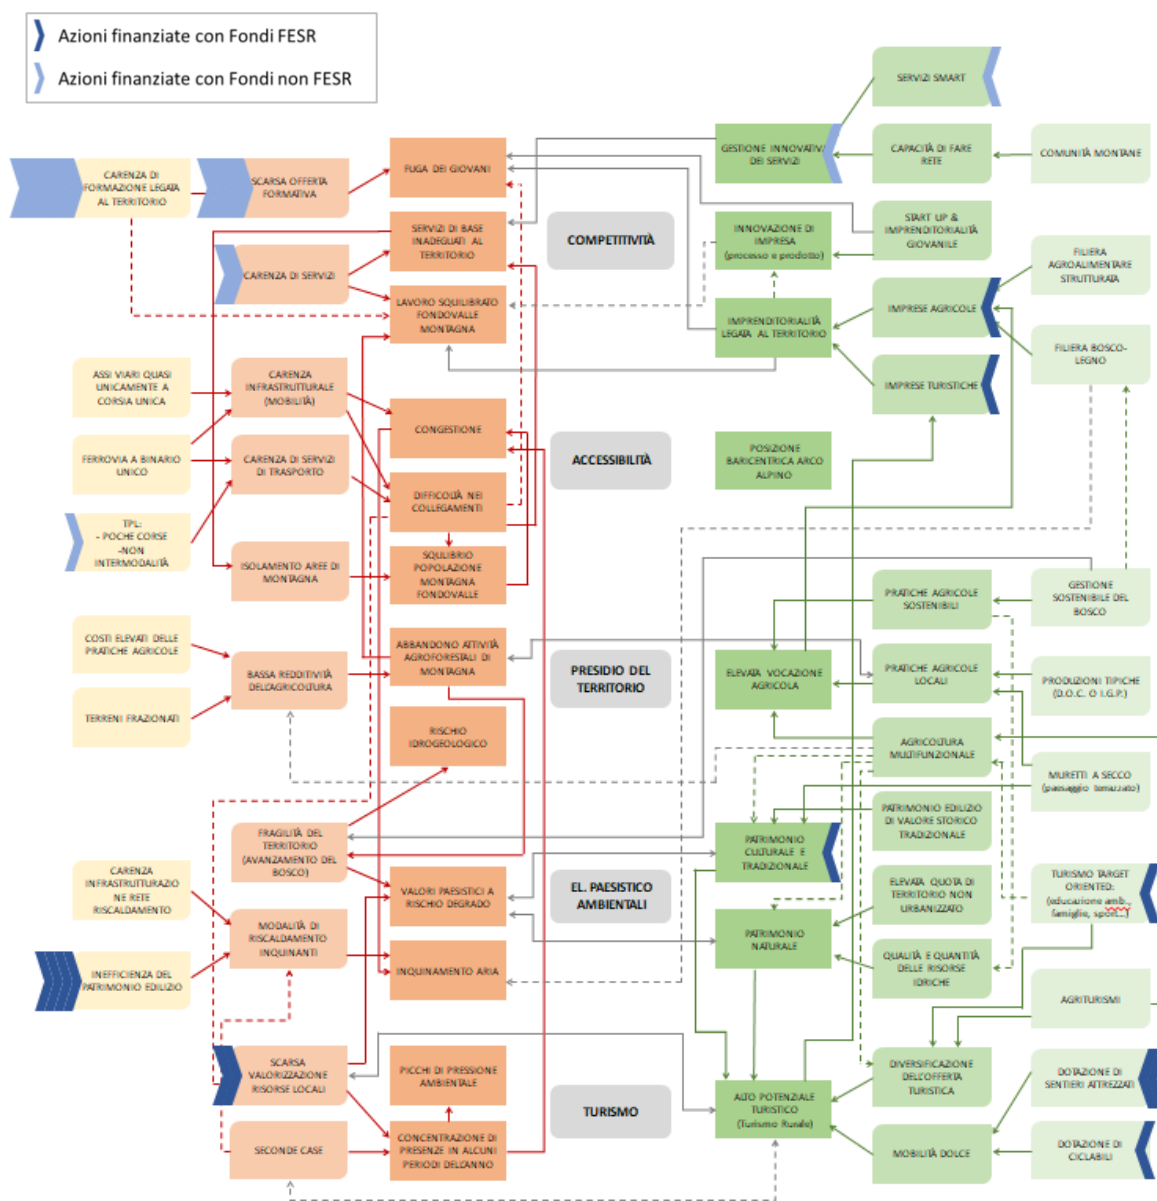 Azioni finanziate con Fondi FESR
Azioni finanziate con Fondi non FESR
CARENZA DI
FORMAZIONE LEGATA
AL TERRITORIO
SCARSA OFFERTA
FORMATIVA
FUGA DEI GIOVANI
SERVIZI DI BASE
INADEGUATI AL
TERRITORIO
CARENZA DI SERVIZI
LAVORO SQUILIBRATO
FONDOVALLE
MONTAGNA
COMPETITIVITÀ
GESTIONE INNOVATIVA
DEI SERVIZI
INNOVAZIONE DI
IMPRESA
(processo e prodotto)
IMPRENDITORIALITÀ
LEGATA AL TERRITORIO
SERVIZI SMART
CAPACITÀ DI FARE
RETE
START UP &
IMPRENDITORIALITÀ
GIOVANILE
IMPRESE AGRICOLE
IMPRESE TURISTICHE
COMUNITÀ MONTANE
FILIERA
AGROALIMENTARE
STRUTTURATA
FILIERA BOSCO-
LEGNO
ASSI VIARI QUASI
UNICAMENTE A
CORSIA UNICA
FERROVIA A BINARIO
UNICO
TPL:
- POCHE CORSE
-NON
INTERMODALITÀ
CARENZA
INFRASTRUTTURALE
(MOBILITÀ)
CARENZA DI SERVIZI
DI TRASPORTO
ISOLAMENTO AREE DI
MONTAGNA
CONGESTIONE
DIFFICOLTÀ NEI
COLLEGAMENTI
SQULIBRIO
POPOLAZIONE
MONTAGNA
FONDOVALLE
ACCESSIBILITÀ
POSIZIONE
BARICENTRICA ARCO
ALPINO
COSTI ELEVATI DELLE
PRATICHE AGRICOLE
TERRENI FRAZIONATI
BASSA REDDITIVITÀ
DELL'AGRICOLTURA
ABBANDONO ATTIVITÀ
AGROFORESTALI DI
MONTAGNA
RISCHIO
IDROGEOLOGICO
PRESIDIO DEL
TERRITORIO
ELEVATA VOCAZIONE
AGRICOLA
PRATICHE AGRICOLE
SOSTENIBILI
PRATICHE AGRICOLE
LOCALI
AGRICOLTURA
MULTIFUNZIONALE
GESTIONE
SOSTENIBILE DEL
BOSCO
PRODUZIONI TIPICHE
(D.O.C. O I.G.P.)
MURETTI A SECCO
(paesaggio terrazzato)
CARENZA
INFRASTRUTTURAZIO
NE RETE
RISCALDAMENTO
INEFFICIENZA DEL
PATRIMONIO EDILIZIO
FRAGILITÀ DEL
TERRITORIO
(AVANZAMENTO DEL
BOSCO)
MODALITÀ DI
RISCALDAMENTO
INQUINANTI
VALORI PAESISTICI A
RISCHIO DEGRADO
INQUINAMENTO ARIA
EL. PAESISTICO
AMBIENTALI
PATRIMONIO
CULTURALE E
TRADIZIONALE
PATRIMONIO
NATURALE
PATRIMONIO EDILIZIO
DI VALORE STORICO
TRADIZIONALE
ELEVATA QUOTA DI
TERRITORIO NON
URBANIZZATO
QUALITÀ E QUANTITÀ
DELLE RISORSE
IDRICHE
TURISMO TARGET
ORIENTED:
(educazione amb.,
famiglie, sport...)
AGRITURISMI
SCARSA
VALORIZZAZIONE
RISORSE LOCALI
SECONDE CASE
PICCHI DI PRESSIONE
AMBIENTALE
CONCENTRAZIONE DI
PRESENZE IN ALCUNI
PERIODI DELL'ANNO
TURISMO
ALTO POTENZIALE
TURISTICO
(Turismo Rurale)
DIVERSIFICAZIONE
DELL'OFFERTA
TURISTICA
MOBILITÀ DOLCE
DOTAZIONE DI
SENTIERI ATTREZZATI
DOTAZIONE DI
CICLABILI